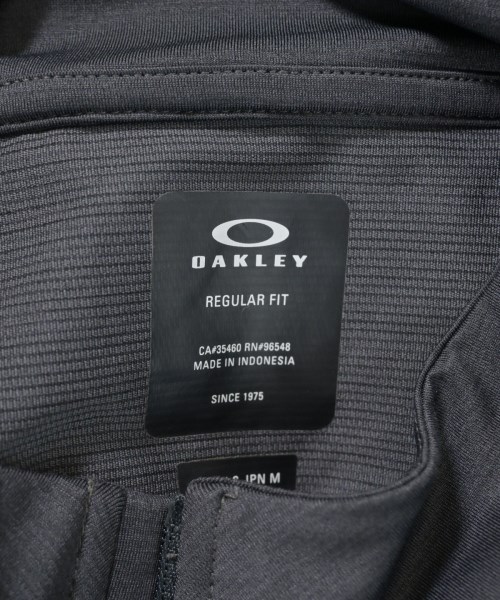 OAKLEY
REGULAR FIT
CA#35460 RN#96548
MADE IN INDONESIA
SINCE 1975
JPN M